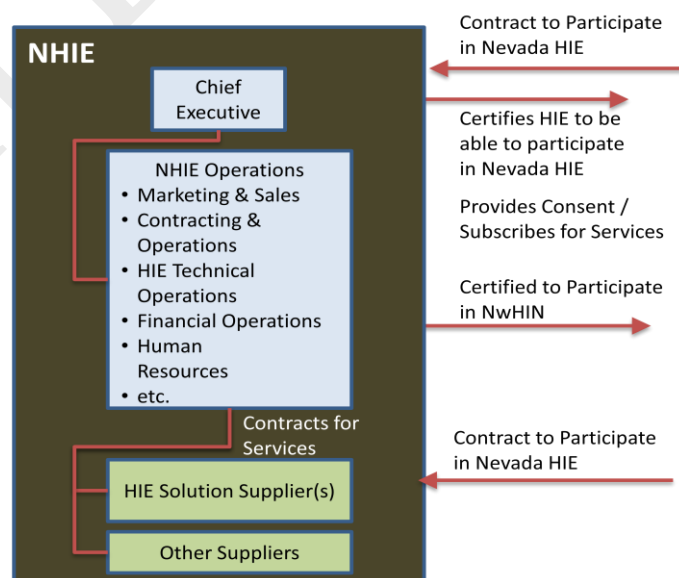 NHIE
Chief
Executive
NHIE Operations
• Marketing & Sales
• Contracting &
Operations
• HIE Technical
Operations
• Financial Operations
• Human
Resources
• etc.
Contracts for
Services
HIE Solution Supplier(s)
Other Suppliers
Contract to Participate
in Nevada HIE
Certifies HIE to be
able to participate
in Nevada HIE
Provides Consent /
Subscribes for Services
Certified to Participate
in NwHIN
Contract to Participate
in Nevada HIE